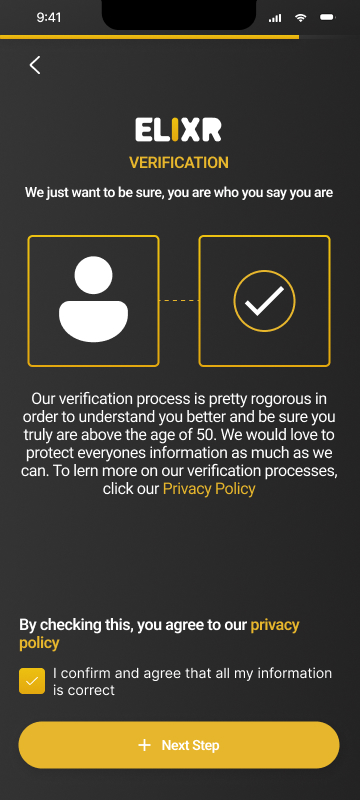 9:41
ELIXR
VERIFICATION
We just want to be sure, you are who you say you are
Our verification process is pretty rogorous in
order to understand you better and be sure you
truly are above the age of 50. We would love to
protect everyones information as much as we
can. To lern more on our verification processes,
click our Privacy Policy
By checking this, you agree to our privacy
policy
I confirm and agree that all my information
is correct
Next Step